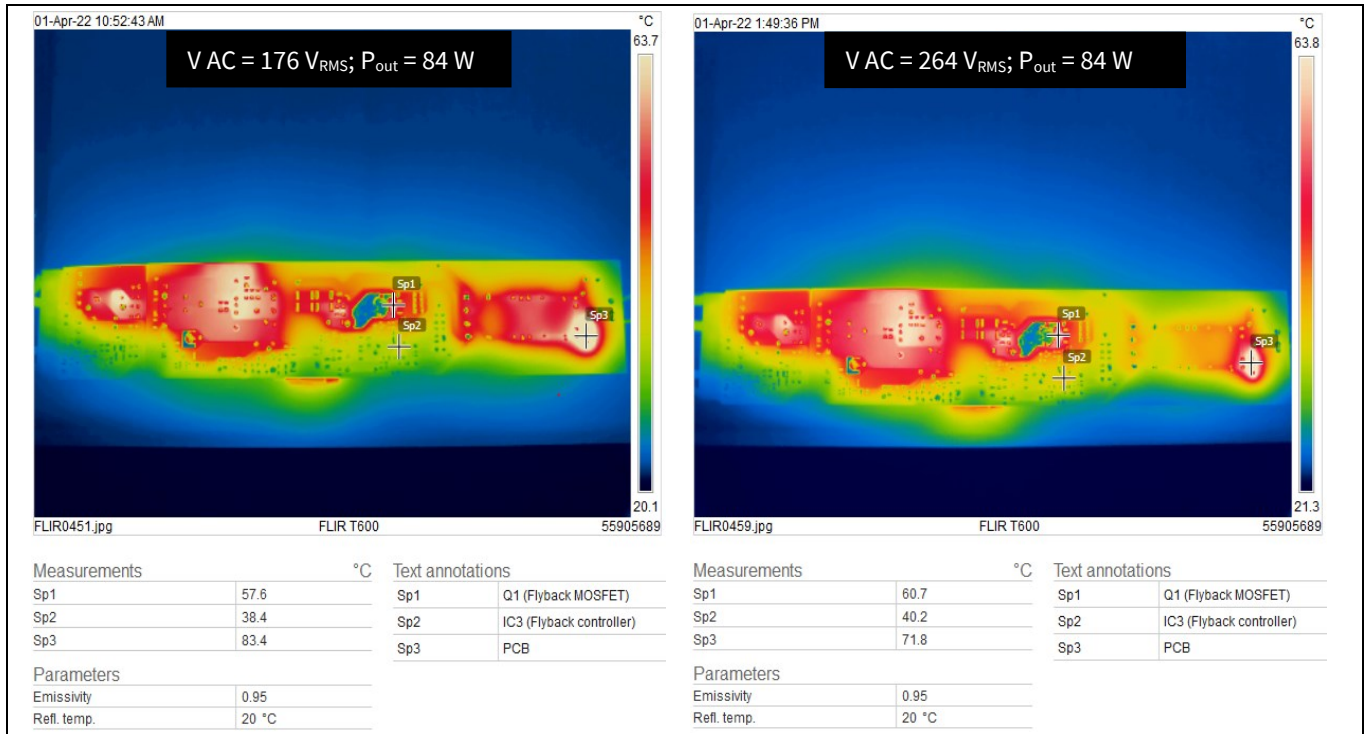 01-Apr-22 10:52:43 AM °C
V AC = 176 VRMS; Pout = 84 W
63.7
Sp1
Sp2
Sp3
20.1
FLIR0451.jpg FLIR T600 55905689
Measurements °C
Sp1 57.6
Sp2 38.4
Sp3 83.4
Parameters
Emissivity 0.95
Refl. temp. 20 °C
Text annotations
Sp1 Q1 (Flyback MOSFET)
Sp2 IC3 (Flyback controller)
Sp3 PCB
01-Apr-22 1:49:36 PM °C
V AC = 264 VRMS; Pout = 84 W
63.8
Sp1
Sp2
Sp3
21.3
FLIR0459.jpg FLIR T600 55905689
Measurements °C
Sp1 60.7
Sp2 40.2
Sp3 71.8
Parameters
Emissivity 0.95
Refl. temp. 20 °C
Text annotations
Sp1 Q1 (Flyback MOSFET)
Sp2 IC3 (Flyback controller)
Sp3 PCB